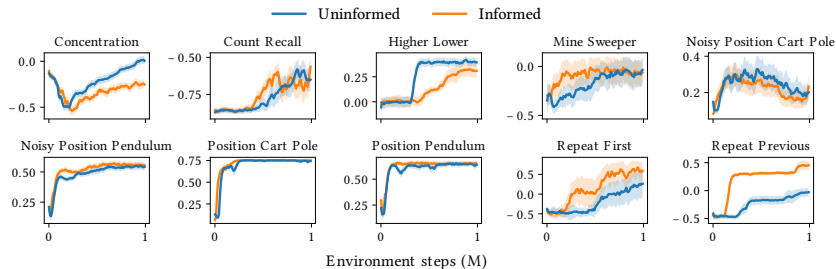 Uninformed Informed
Concentration Count Recall Higher Lower Mine Sweeper Noisy Position Cart Pole
0.0 −0.50 0.25 0.0 0.4
−0.5 −0.75 0.00 −0.5 0.2
Noisy Position Pendulum Position Cart Pole Position Pendulum Repeat First Repeat Previous
0.50 0.75 0.50 1.0 0.5
0.25 0.50 0.25 0.5 0.0
0.25 0.0 −0.5
0.00 −0.5
0 1 0 1 0 1 0 1 0 1
Environment steps (M)